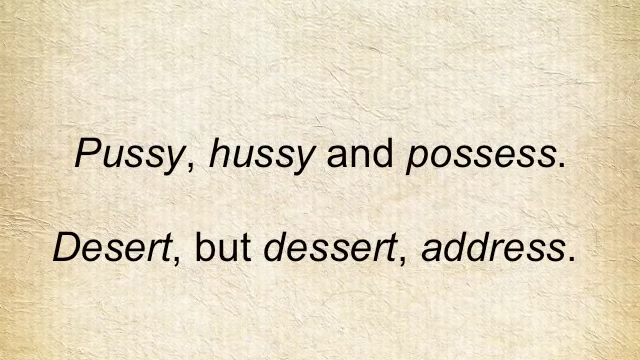 Pussy, hussy and possess.
Desert, but dessert, address.